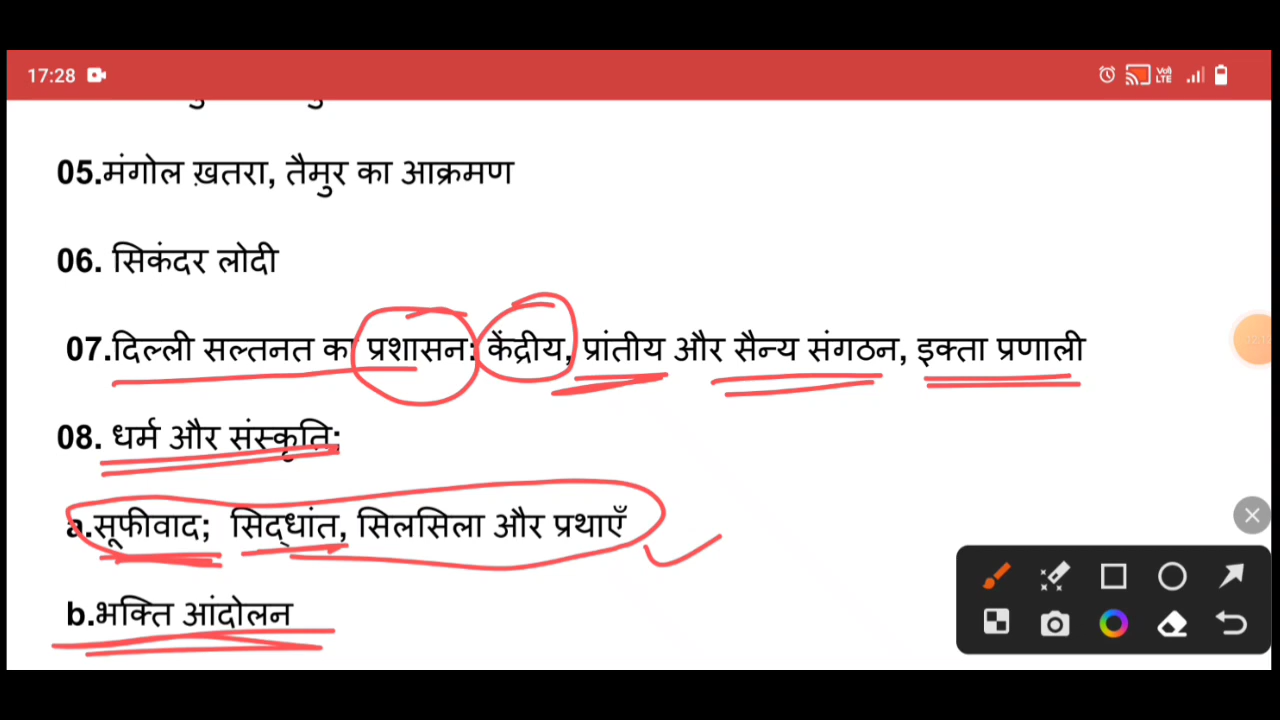 17:28
VoLTE
05.मंगोल ख़तरा, तैमुर का आक्रमण
06. सिकंदर लोदी
07.दिल्ली सल्तनत का प्रशासन: केंद्रीय, प्रांतीय और सैन्य संगठन, इक्ता प्रणाली
08. धर्म और संस्कृति;
a.सूफीवाद; सिद्धांत, सिलसिला और प्रथाएँ
b.भक्ति आंदोलन